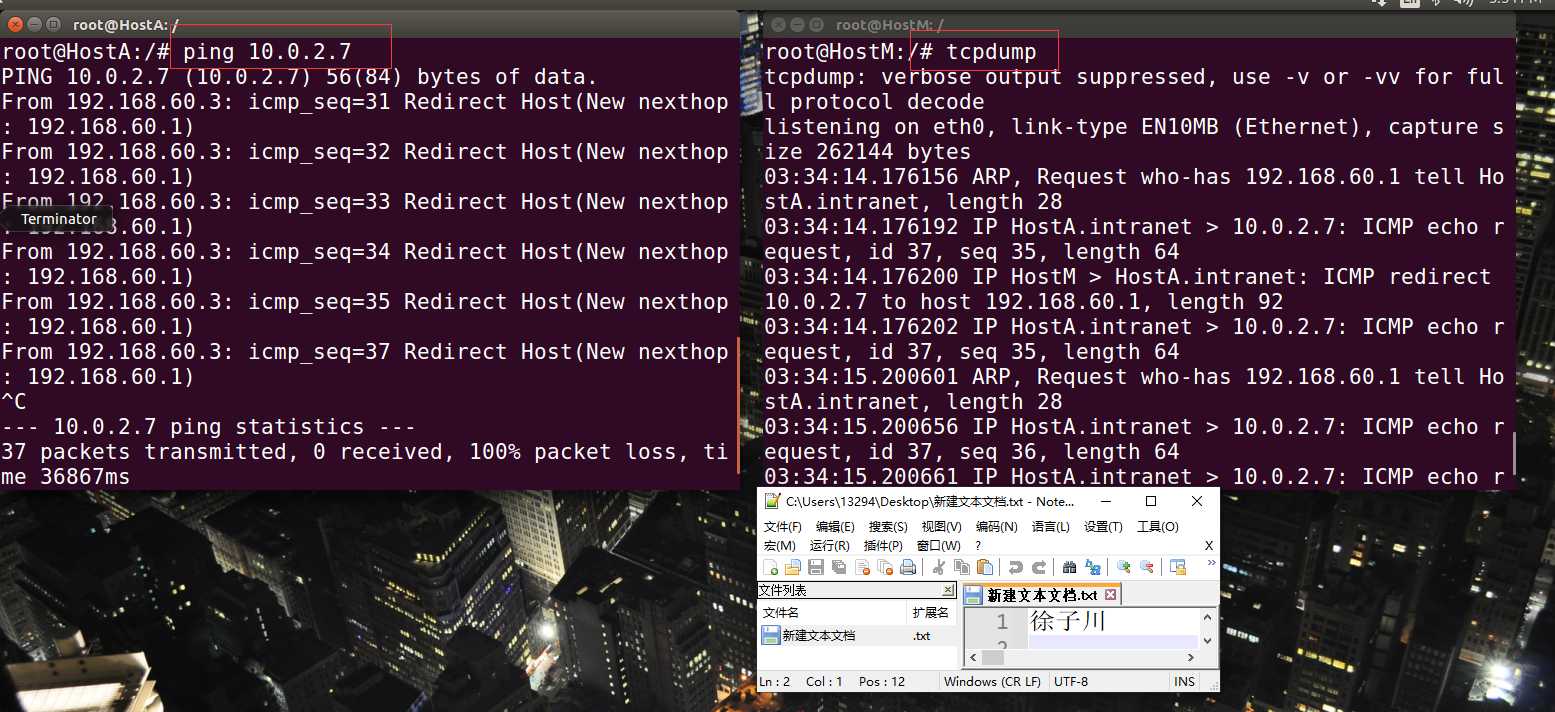 root@HostA: /
root@HostA:/# ping 10.0.2.7
PING 10.0.2.7 (10.0.2.7) 56(84) bytes of data.
From 192.168.60.3: icmp_seq=31 Redirect Host(New nexthop
: 192.168.60.1)
From 192.168.60.3: icmp_seq=32 Redirect Host(New nexthop
: 192.168.60.1)
From 192.168.60.3: icmp_seq=33 Redirect Host(New nexthop
: 192.168.60.1)
Terminator
From 192.168.60.3: icmp_seq=34 Redirect Host(New nexthop
: 192.168.60.1)
From 192.168.60.3: icmp_seq=35 Redirect Host(New nexthop
: 192.168.60.1)
From 192.168.60.3: icmp_seq=37 Redirect Host(New nexthop
: 192.168.60.1)
^C
--- 10.0.2.7 ping statistics ---
37 packets transmitted, 0 received, 100% packet loss, ti
me 36867ms
root@HostM: /
root@HostM:/# tcpdump
tcpdump: verbose output suppressed, use -v or -vv for ful
l protocol decode
listening on eth0, link-type EN10MB (Ethernet), capture s
ize 262144 bytes
03:34:14.176156 ARP, Request who-has 192.168.60.1 tell Ho
stA.intranet, length 28
03:34:14.176192 IP HostA.intranet > 10.0.2.7: ICMP echo r
equest, id 37, seq 35, length 64
03:34:14.176200 IP HostM > HostA.intranet: ICMP redirect
10.0.2.7 to host 192.168.60.1, length 92
03:34:14.176202 IP HostA.intranet > 10.0.2.7: ICMP echo r
equest, id 37, seq 35, length 64
03:34:15.200601 ARP, Request who-has 192.168.60.1 tell Ho
stA.intranet, length 28
03:34:15.200656 IP HostA.intranet > 10.0.2.7: ICMP echo r
equest, id 37, seq 36, length 64
03:34:15.200661 IP HostA.intranet > 10.0.2.7: ICMP echo r
C:\Users\13294\Desktop\新建文本文档.txt - Note...
文件(F) 编辑(E) 搜索(S) 视图(V) 编码(N) 语言(L) 设置(T) 工具(O)
宏(M) 运行(R) 插件(P) 窗口(W) ? X
文件列表
文件名 扩展名
新建文本文档 .txt
新建文本文档.txt
1 徐子川
2
Ln : 2 Col : 1 Pos : 12 Windows (CR LF) UTF-8 INS